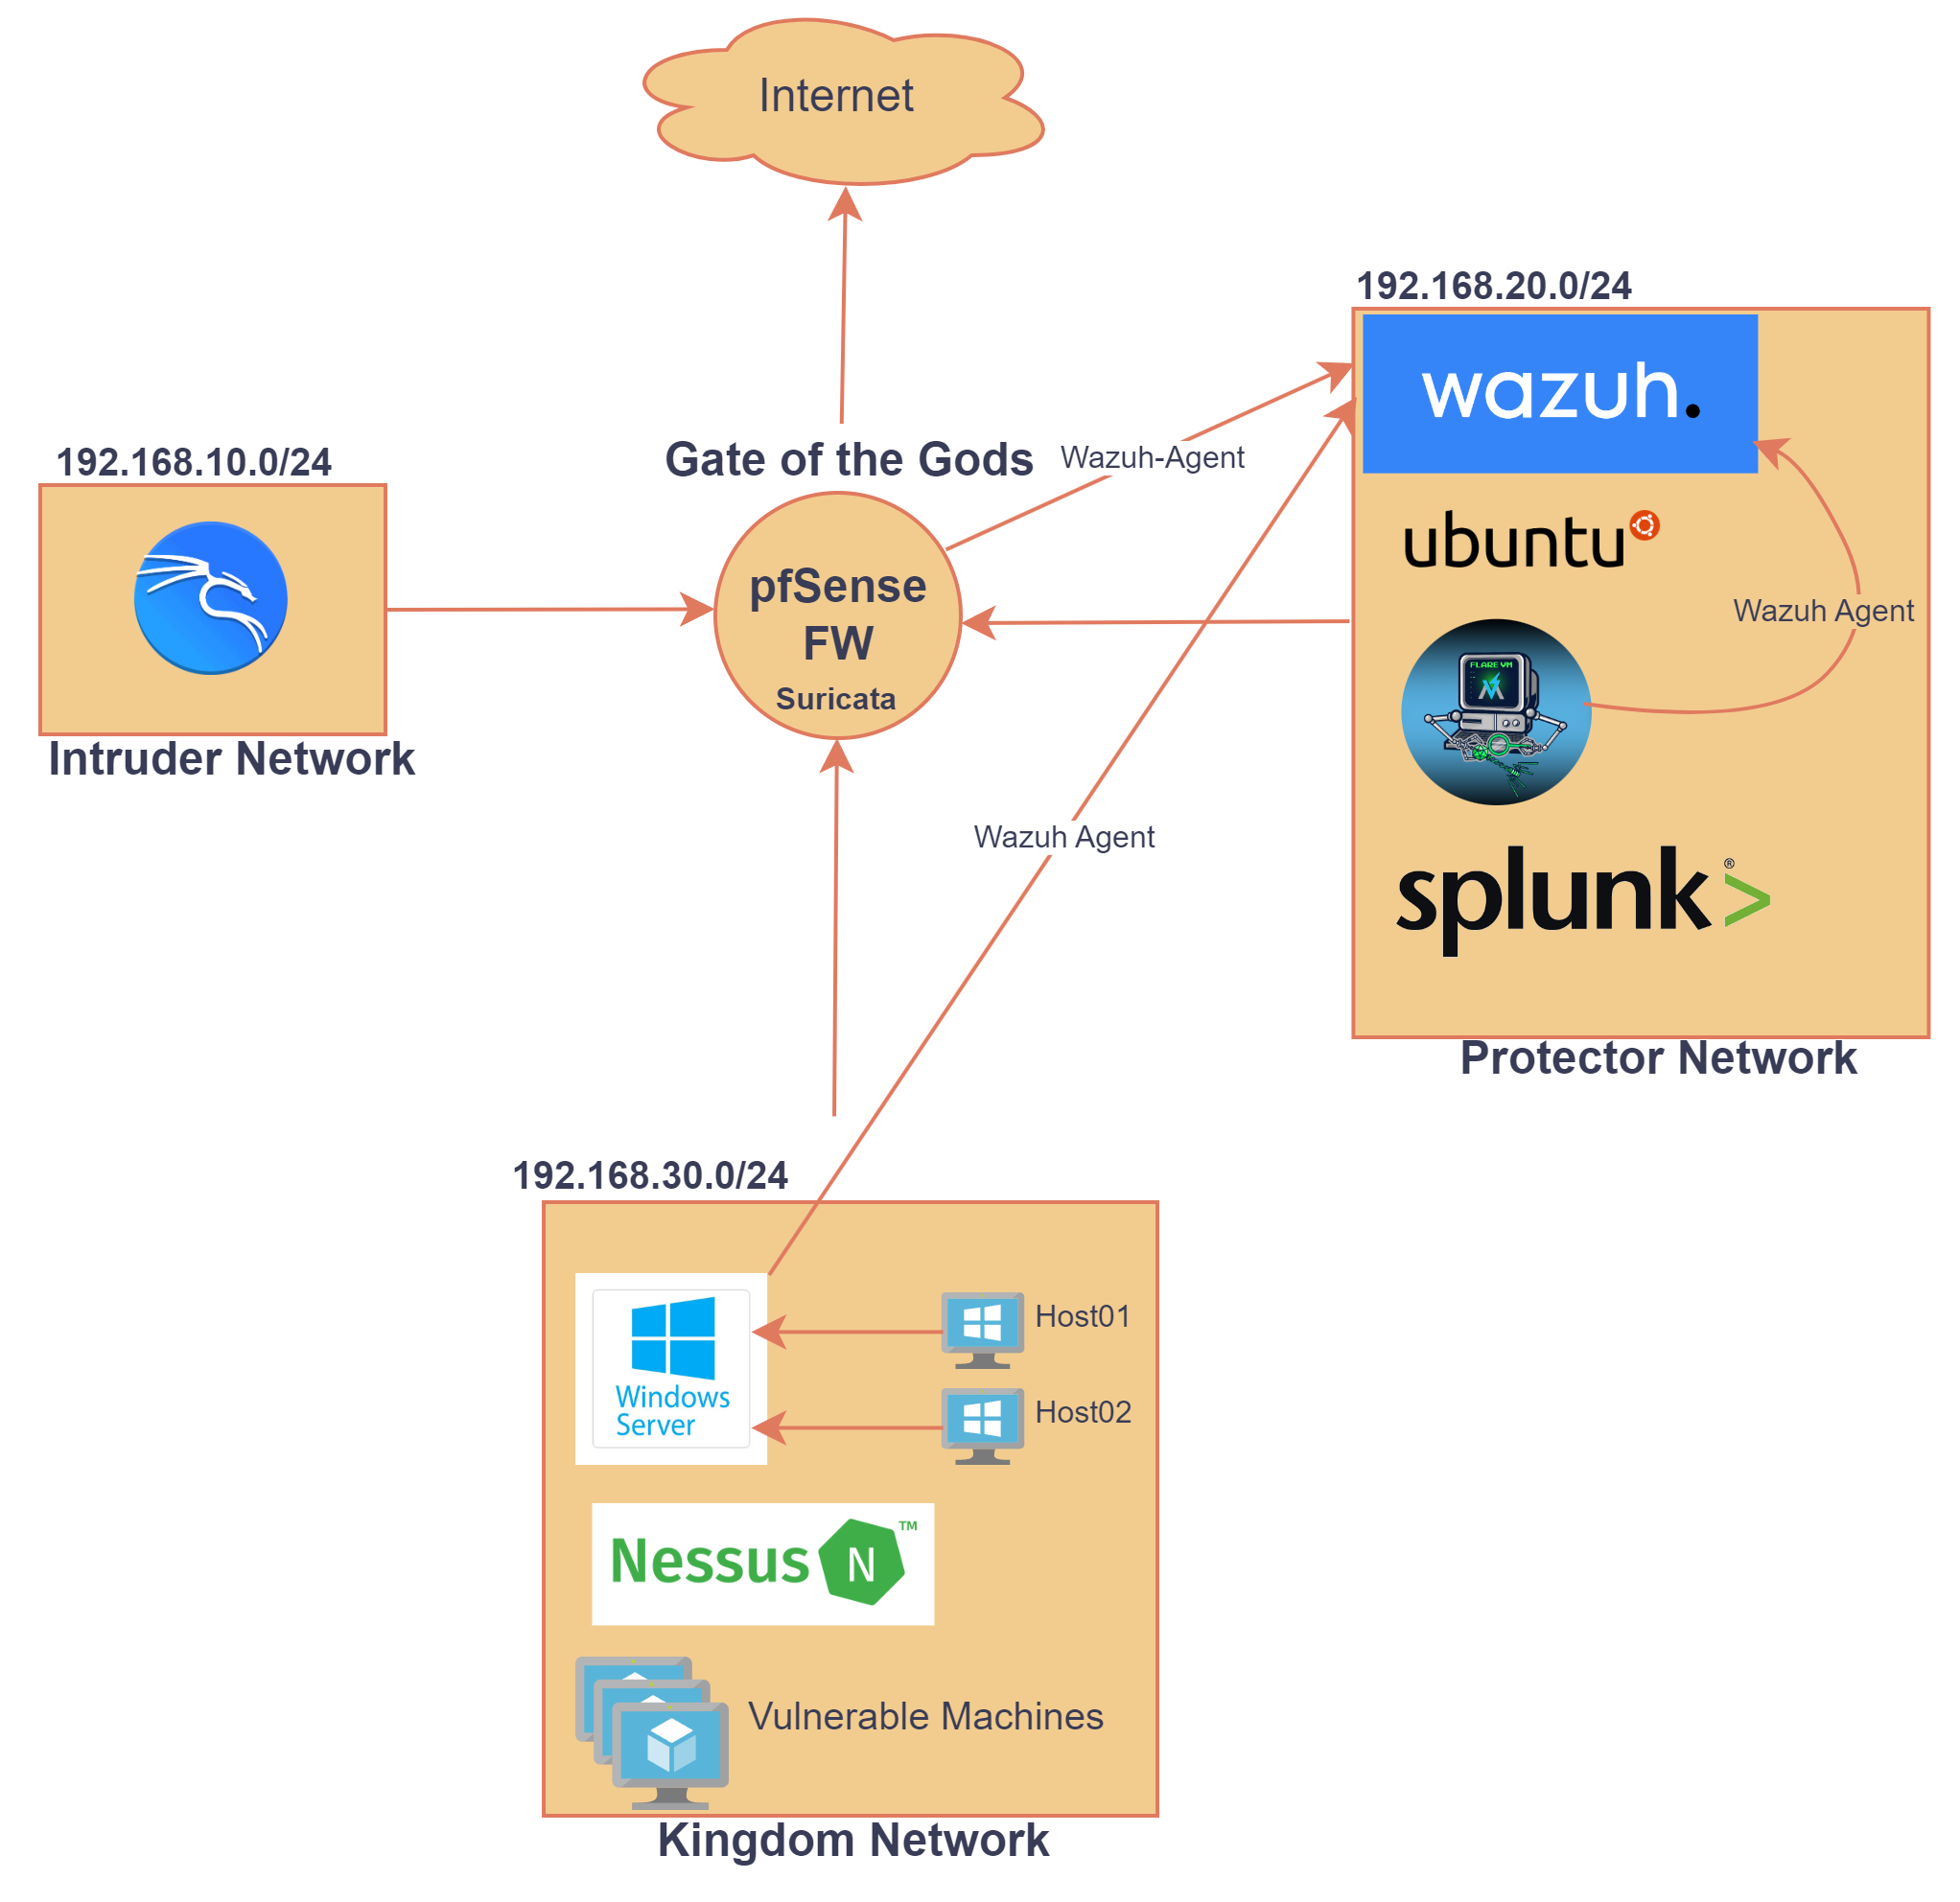 Internet
192.168.20.0/24
wazuh.
192.168.10.0/24
Gate of the Gods
Wazuh-Agent
ubuntu
pfSense
FW
Suricata
Wazuh Agent
FLARE VM
Intruder Network
Wazuh Agent
splunk>®
Protector Network
192.168.30.0/24
Windows
Server
Host01
Host02
Nessus N™
Vulnerable Machines
Kingdom Network